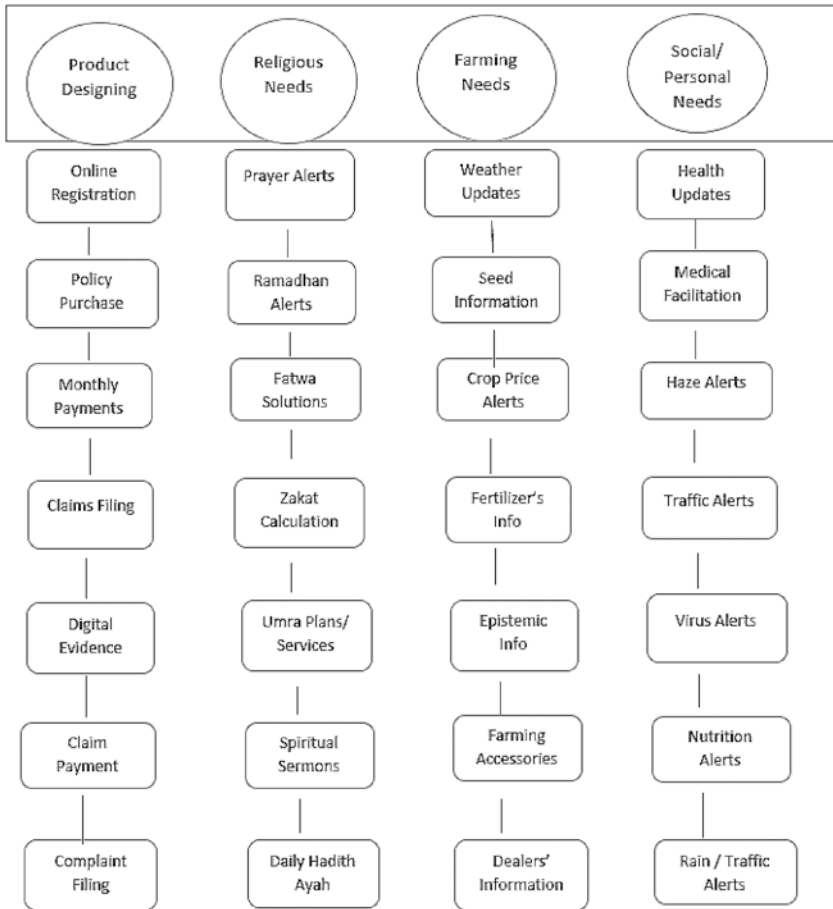 Product
Designing
Religious
Needs
Farming
Needs
Social/
Personal
Needs
Online
Registration
Prayer Alerts
Weather
Updates
Health
Updates
Policy
Purchase
Ramadhan
Alerts
Seed
Information
Medical
Facilitation
Monthly
Payments
Fatwa
Solutions
Crop Price
Alerts
Haze Alerts
Claims Filing
Zakat
Calculation
Fertilizer's
Info
Traffic Alerts
Digital
Evidence
Umra Plans/
Services
Epistemic
Info
Virus Alerts
Claim
Payment
Spiritual
Sermons
Farming
Accessories
Nutrition
Alerts
Complaint
Filing
Daily Hadith
Ayah
Dealers'
Information
Rain / Traffic
Alerts